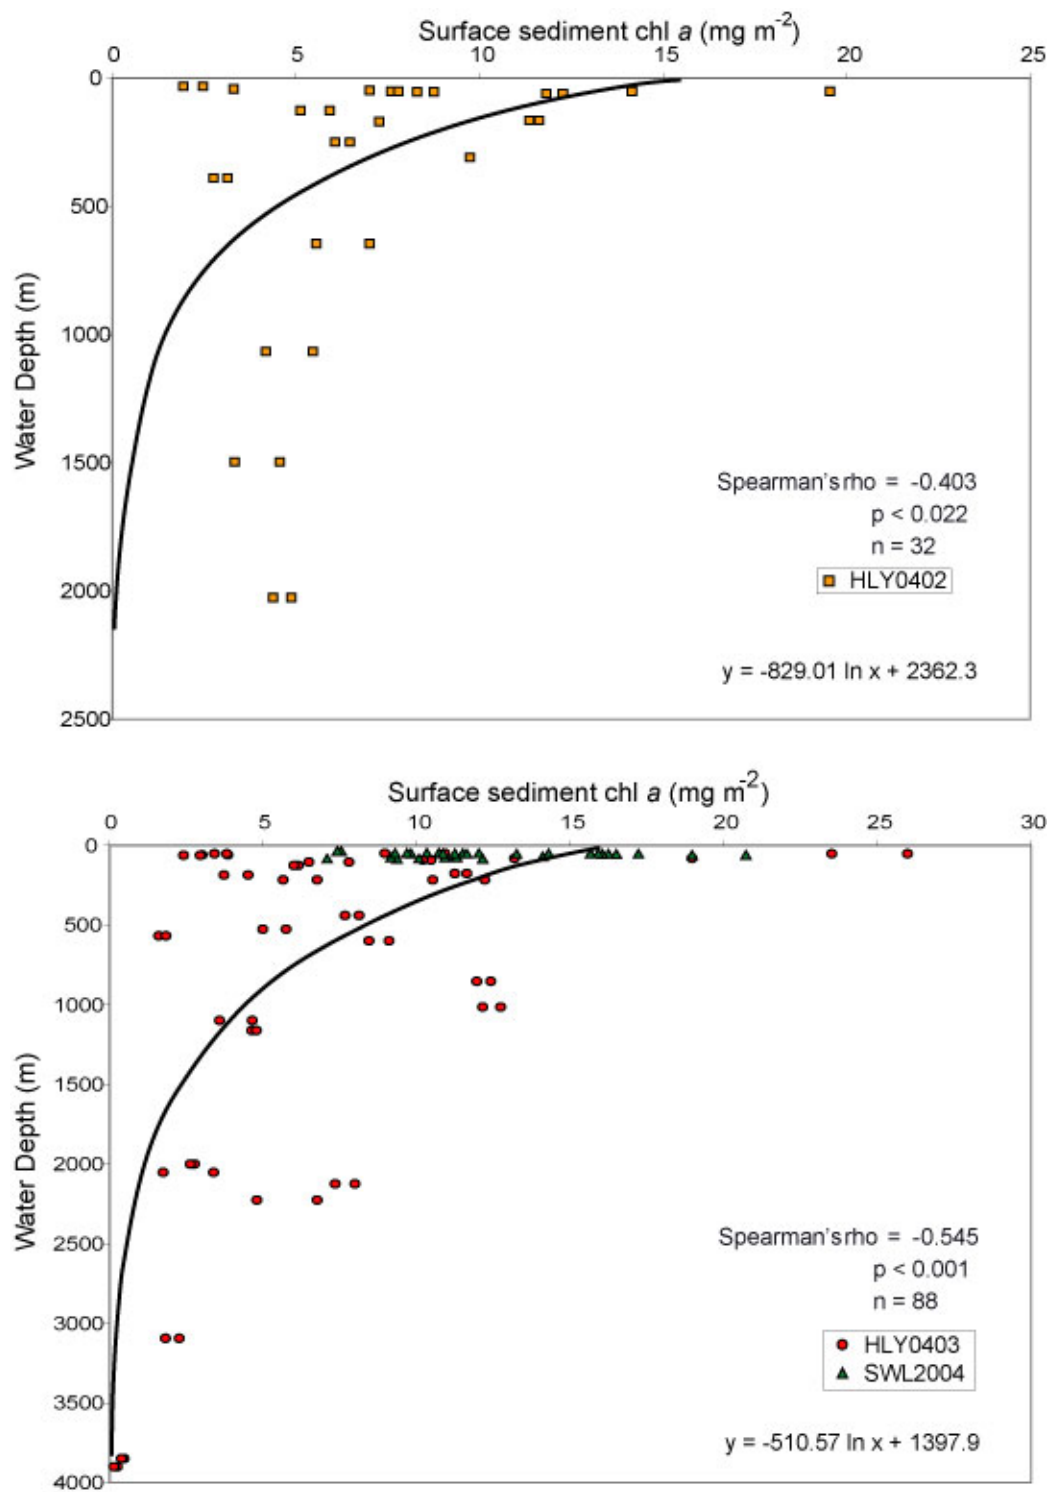 Surface sediment chl a (mg m-2)
0 5 10 15 20 25
0
500
1000
1500
2000
2500
Water Depth (m)
Spearman's rho = -0.403
p < 0.022
n = 32
HLY0402
y = -829.01 ln x + 2362.3
Surface sediment chl a (mg m-2)
0 5 10 15 20 25 30
0
500
1000
1500
2000
2500
3000
3500
4000
Water Depth (m)
Spearman's rho = -0.545
p < 0.001
n = 88
HLY0403
SWL2004
y = -510.57 ln x + 1397.9